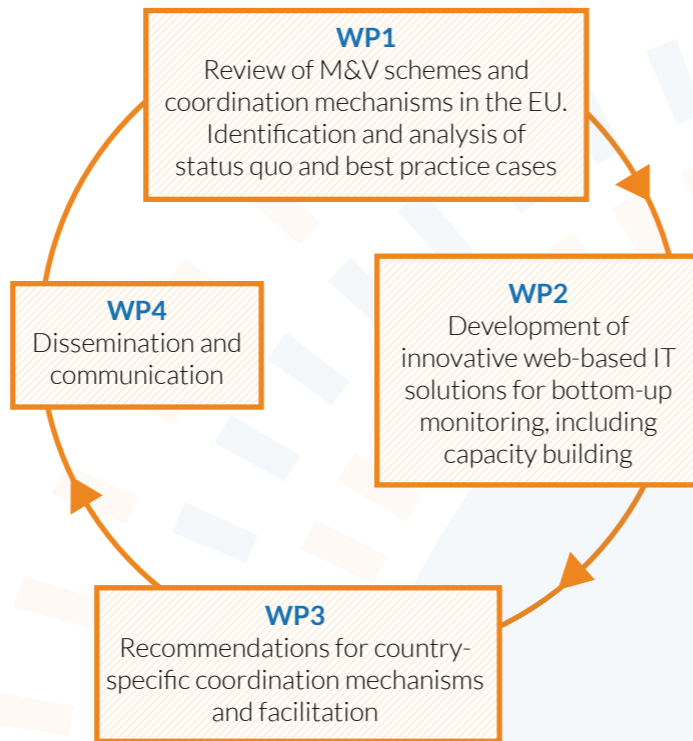 WP1
Review of M&V schemes and
coordination mechanisms in the EU.
Identification and analysis of
status quo and best practice cases
WP2
Development of
innovative web-based IT
solutions for bottom-up
monitoring, including
capacity building
WP3
Recommendations for country-
specific coordination mechanisms
and facilitation
WP4
Dissemination and
communication